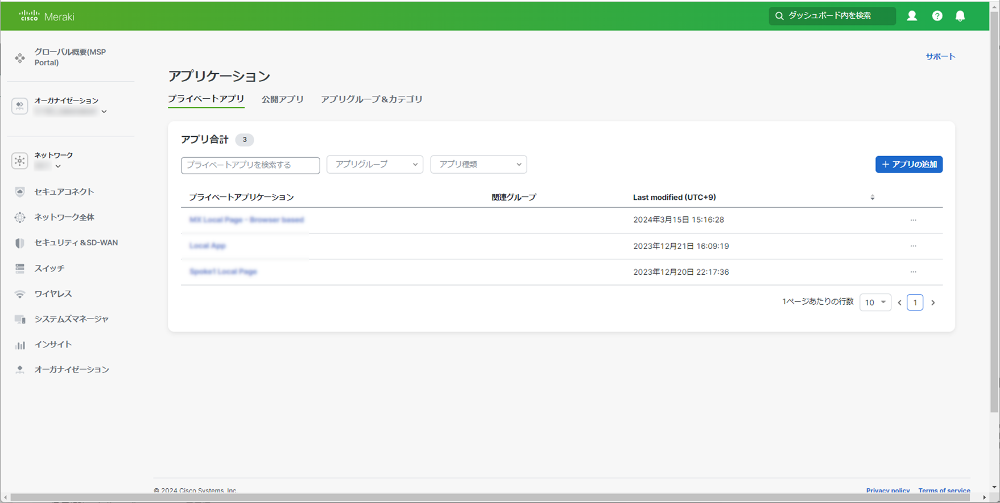 cisco Meraki
ダッシュボード内を検索
グローバル概要(MSP
Portal)
オーガナイゼーション
ネットワーク
セキュアコネクト
ネットワーク全体
セキュリティ&SD-WAN
スイッチ
ワイヤレス
システムズマネージャ
インサイト
オーガナイゼーション
サポート
アプリケーション
プライベートアプリ 公開アプリ アプリグループ&カテゴリ
アプリ合計 3
プライベートアプリを検索する アプリグループ アプリ種類 + アプリの追加
プライベートアプリケーション 関連グループ Last modified (UTC+9)
MX Local Page - Browser based 2024年3月15日 15:16:28 ...
Local App 2023年12月21日 16:09:19 ...
Spoke1 Local Page 2023年12月20日 22:17:36 ...
1ページあたりの行数 10 < 1 >
© 2024 Cisco Systems, Inc.
Privacy policy Terms of service